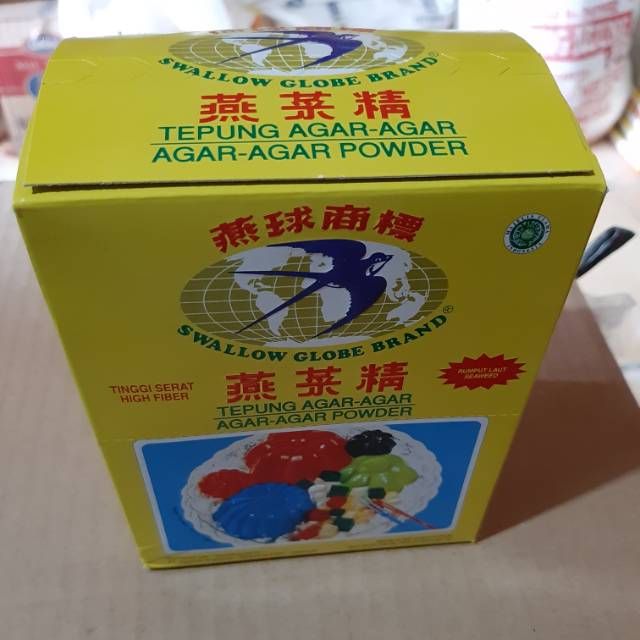 SWALLOW GLOBE BRAND®
燕菜精
TEPUNG AGAR-AGAR
AGAR-AGAR POWDER
燕球商標
SWALLOW GLOBE BRAND®
TINGGI SERAT
HIGH FIBER
燕菜精
TEPUNG AGAR-AGAR
AGAR-AGAR POWDER
RUMPUT LAUT
SEAWEED